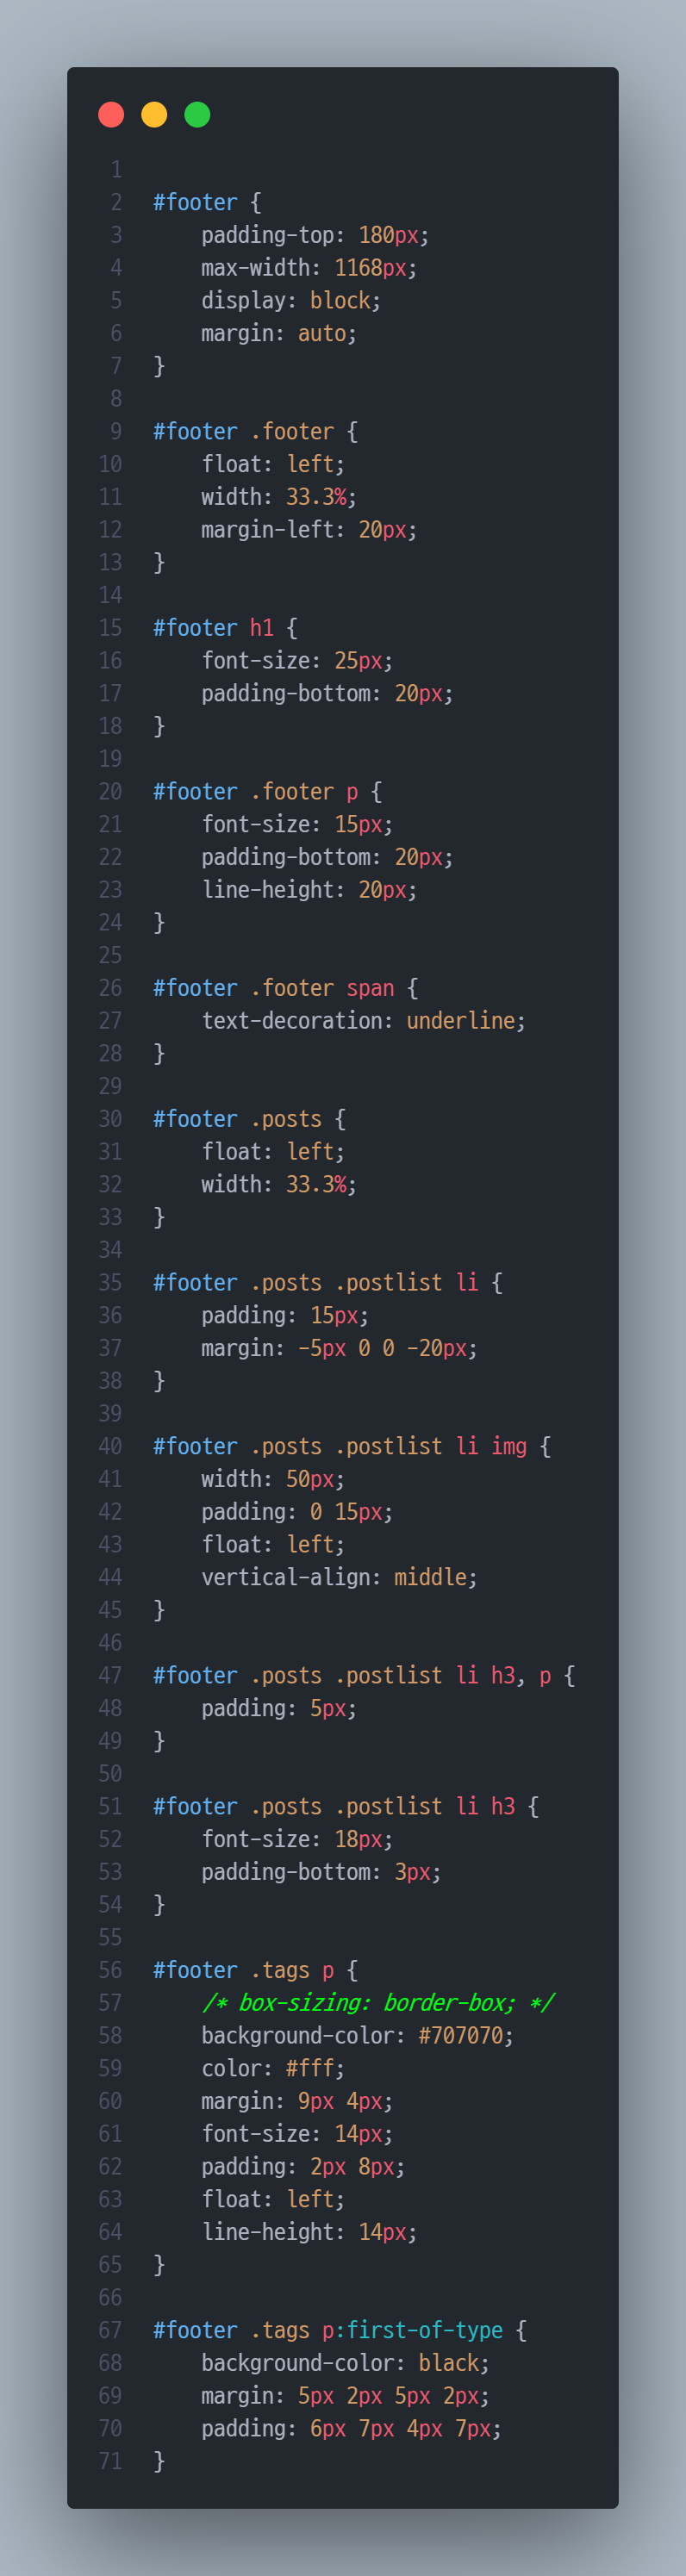 1
2 #footer {
3     padding-top: 180px;
4     max-width: 1168px;
5     display: block;
6     margin: auto;
7 }
8
9 #footer .footer {
10     float: left;
11     width: 33.3%;
12     margin-left: 20px;
13 }
14
15 #footer h1 {
16     font-size: 25px;
17     padding-bottom: 20px;
18 }
19
20 #footer .footer p {
21     font-size: 15px;
22     padding-bottom: 20px;
23     line-height: 20px;
24 }
25
26 #footer .footer span {
27     text-decoration: underline;
28 }
29
30 #footer .posts {
31     float: left;
32     width: 33.3%;
33 }
34
35 #footer .posts .postlist li {
36     padding: 15px;
37     margin: -5px 0 0 -20px;
38 }
39
40 #footer .posts .postlist li img {
41     width: 50px;
42     padding: 0 15px;
43     float: left;
44     vertical-align: middle;
45 }
46
47 #footer .posts .postlist li h3, p {
48     padding: 5px;
49 }
50
51 #footer .posts .postlist li h3 {
52     font-size: 18px;
53     padding-bottom: 3px;
54 }
55
56 #footer .tags p {
57     /* box-sizing: border-box; */
58     background-color: #707070;
59     color: #fff;
60     margin: 9px 4px;
61     font-size: 14px;
62     padding: 2px 8px;
63     float: left;
64     line-height: 14px;
65 }
66
67 #footer .tags p:first-of-type {
68     background-color: black;
69     margin: 5px 2px 5px 2px;
70     padding: 6px 7px 4px 7px;
71 }